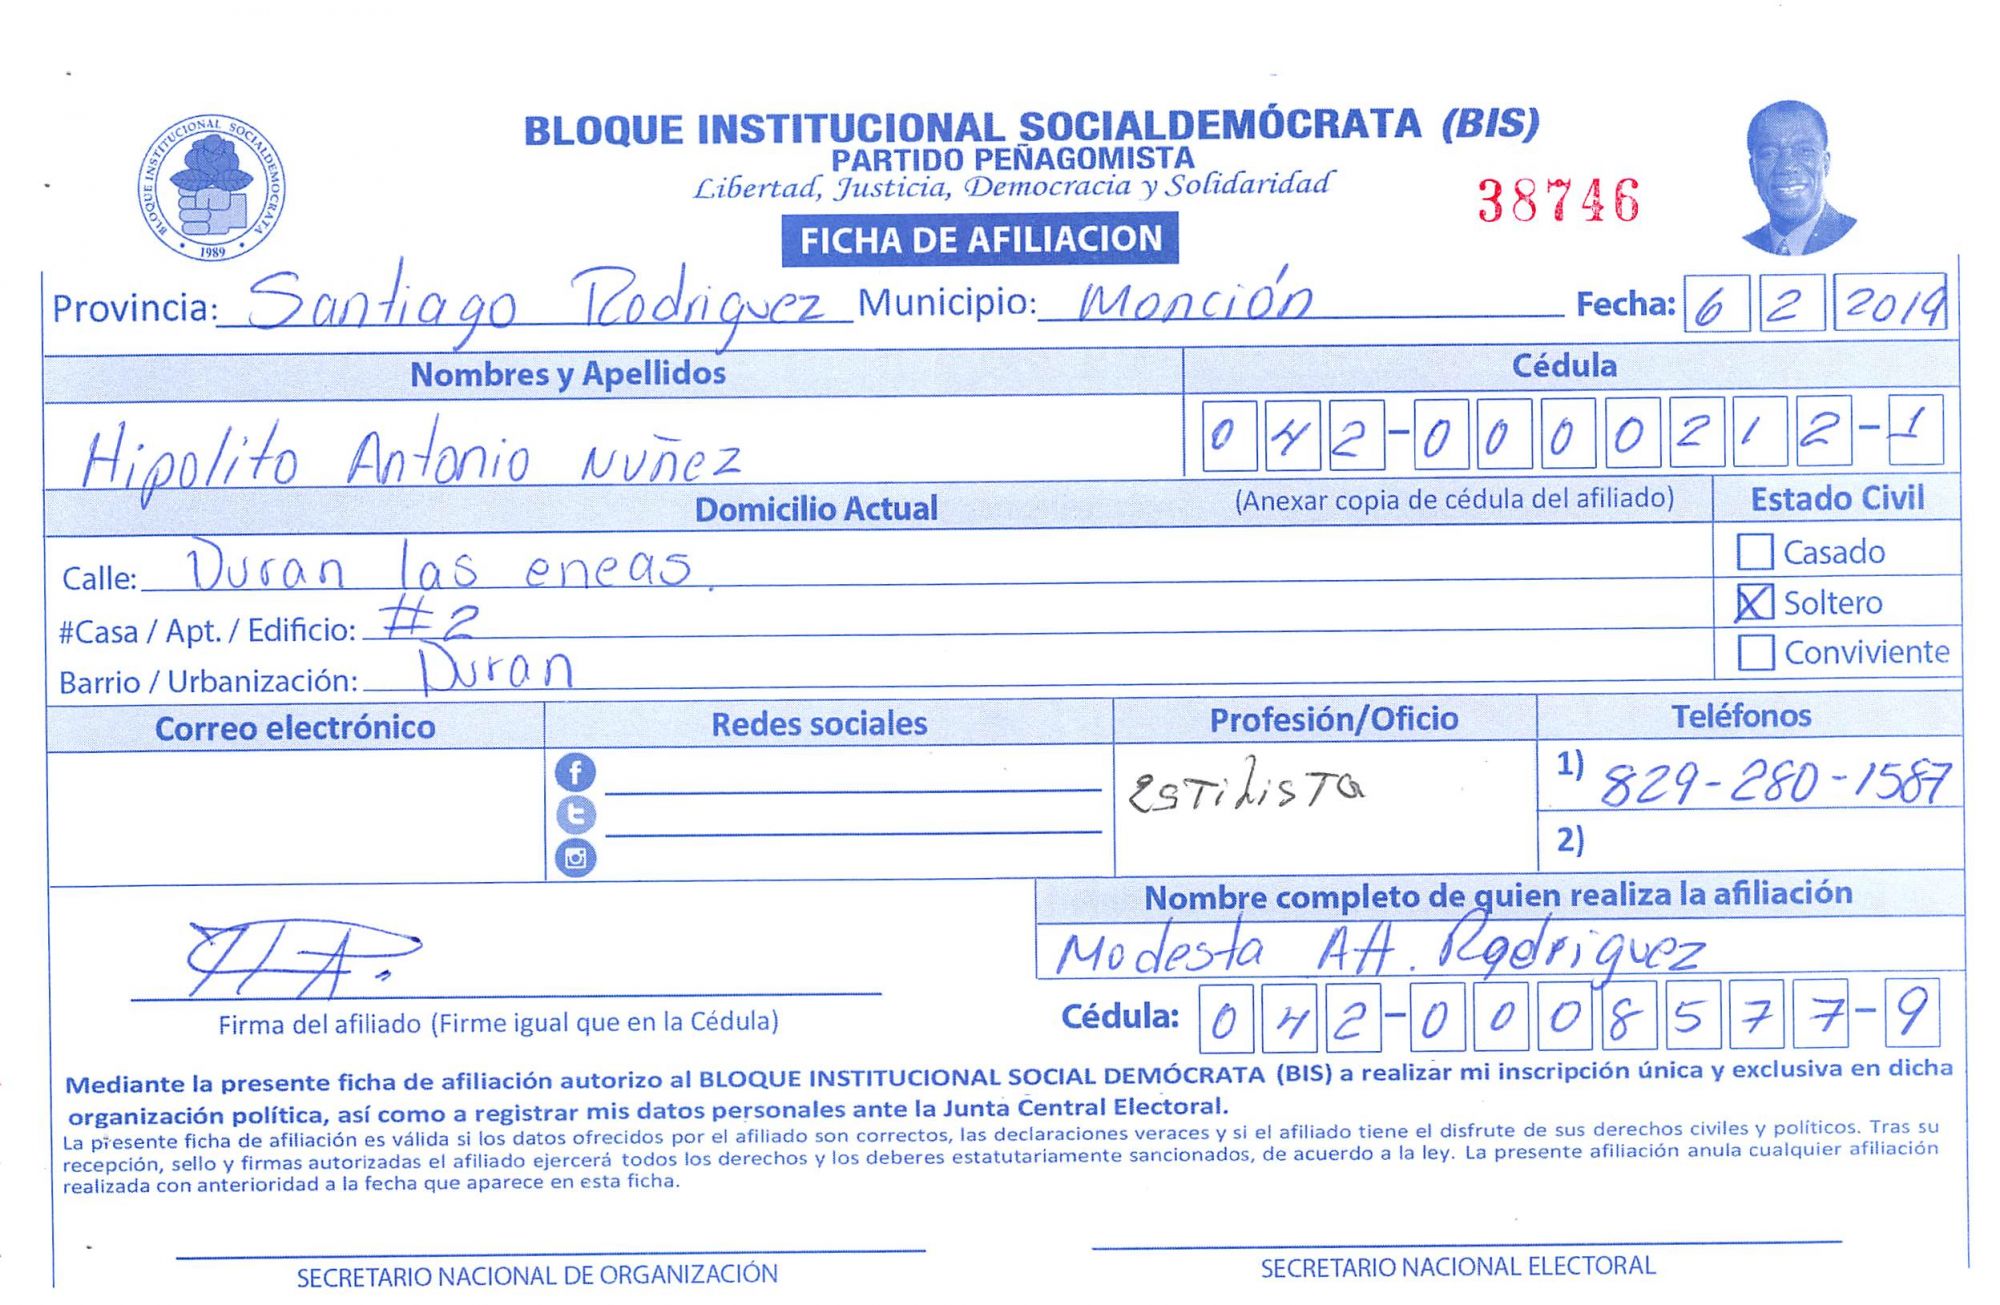 BLOQUE INSTITUCIONAL SOCIALDEMOCRATA
1989
BLOQUE INSTITUCIONAL SOCIALDEMÓCRATA (BIS)
PARTIDO PEÑAGOMISTA
Libertad, Justicia, Democracia y Solidaridad
38746
FICHA DE AFILIACION
Provincia: Santiago Rodriguez Municipio: Monción Fecha: 6 2 2019
Nombres y Apellidos Cédula
Hipolito Antonio Nuñez 042-0000212-1
Domicilio Actual (Anexar copia de cédula del afiliado) Estado Civil
Calle: Duran las eneas. Casado
#Casa / Apt. / Edificio: #2 X Soltero
Barrio / Urbanización: Duran Conviviente
Correo electrónico Redes sociales Profesión/Oficio Teléfonos
Estilista 1) 829-280-1587
2)
Nombre completo de quien realiza la afiliación
Modesta Alt. Rodriguez
Firma del afiliado (Firme igual que en la Cédula) Cédula: 042-0008577-9
Mediante la presente ficha de afiliación autorizo al BLOQUE INSTITUCIONAL SOCIAL DEMÓCRATA (BIS) a realizar mi inscripción única y exclusiva en dicha
organización política, así como a registrar mis datos personales ante la Junta Central Electoral.
La presente ficha de afiliación es válida si los datos ofrecidos por el afiliado son correctos, las declaraciones veraces y si el afiliado tiene el disfrute de sus derechos civiles y políticos. Tras su
recepción, sello y firmas autorizadas el afiliado ejercerá todos los derechos y los deberes estatutariamente sancionados, de acuerdo a la ley. La presente afiliación anula cualquier afiliación
realizada con anterioridad a la fecha que aparece en esta ficha.
SECRETARIO NACIONAL DE ORGANIZACIÓN SECRETARIO NACIONAL ELECTORAL